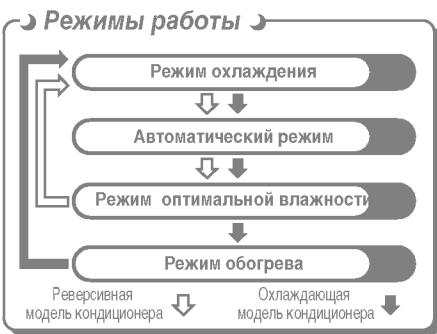 Режимы работы
Режим охлаждения
Автоматический режим
Режим оптимальной влажности
Режим обогрева
Реверсивная
модель кондиционера
Охлаждающая
модель кондиционера